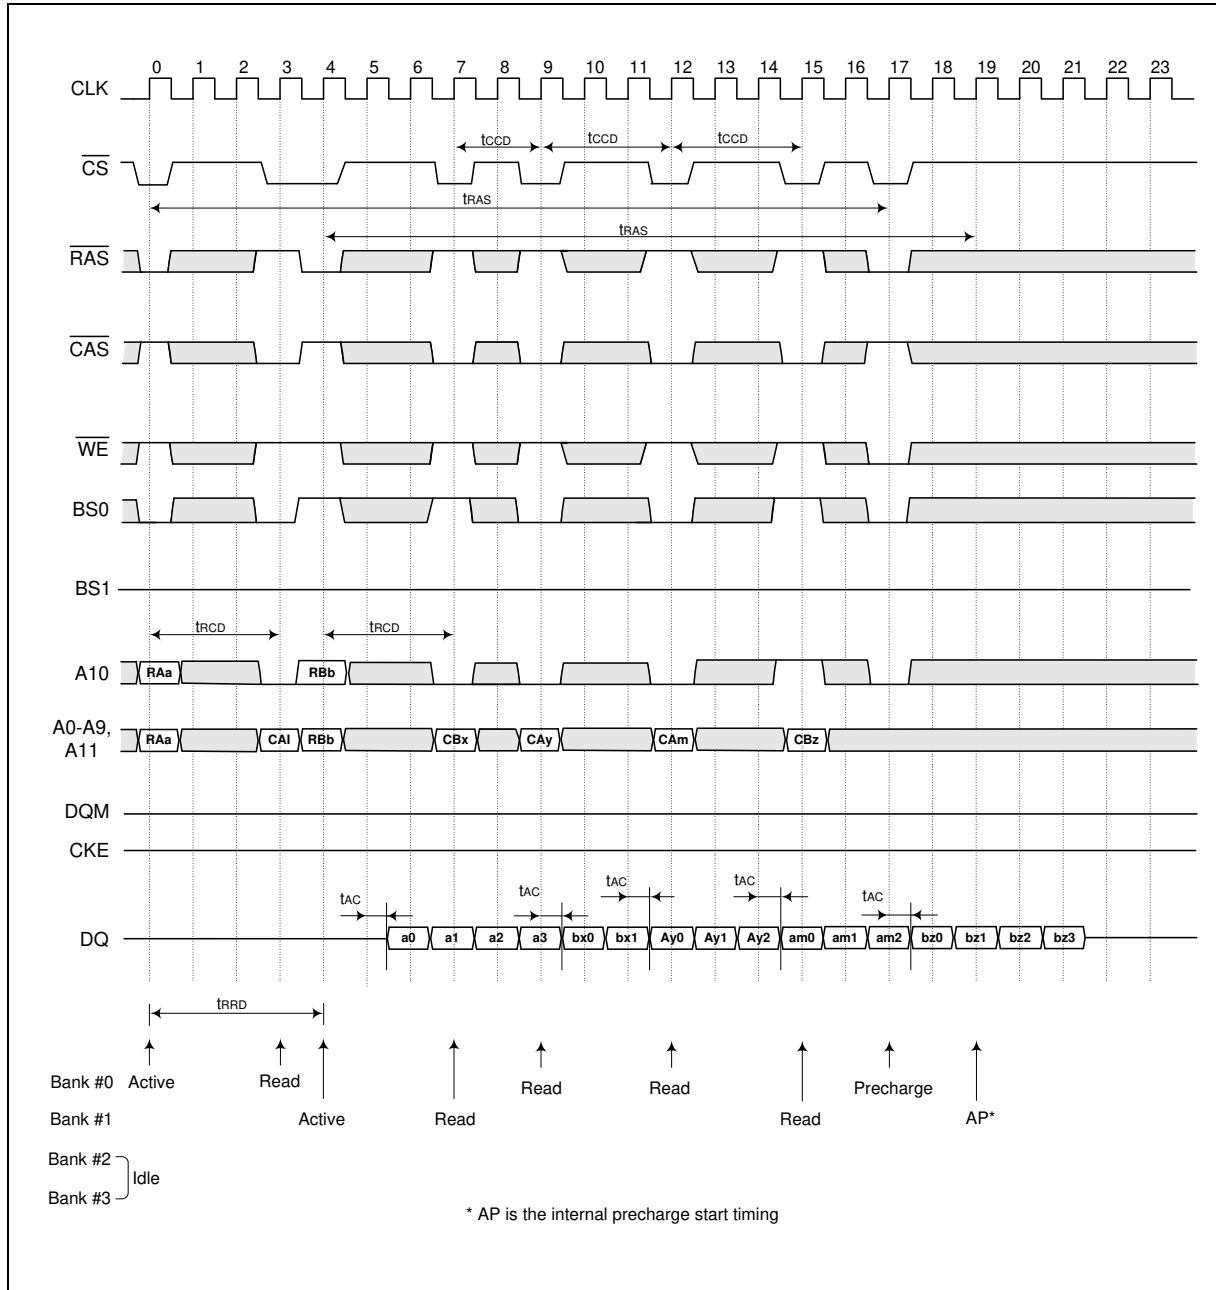 0 1 2 3 4 5 6 7 8 9 10 11 12 13 14 15 16 17 18 19 20 21 22 23
CLK
tCCD tCCD tCCD
CS
tRAS
tRAS
RAS
CAS
WE
BS0
BS1
tRCD tRCD
A10 RAa RBb
A0-A9,
A11
RAa CAI RBb CBx CAy CAm CBz
DQM
CKE
tAC tAC tAC tAC tAC
DQ a0 a1 a2 a3 bx0 bx1 Ay0 Ay1 Ay2 am0 am1 am2 bz0 bz1 bz2 bz3
tRRD
Bank #0 Active Read Read Read Precharge
Bank #1 Active Read Read AP*
Bank #2
Idle
Bank #3
* AP is the internal precharge start timing